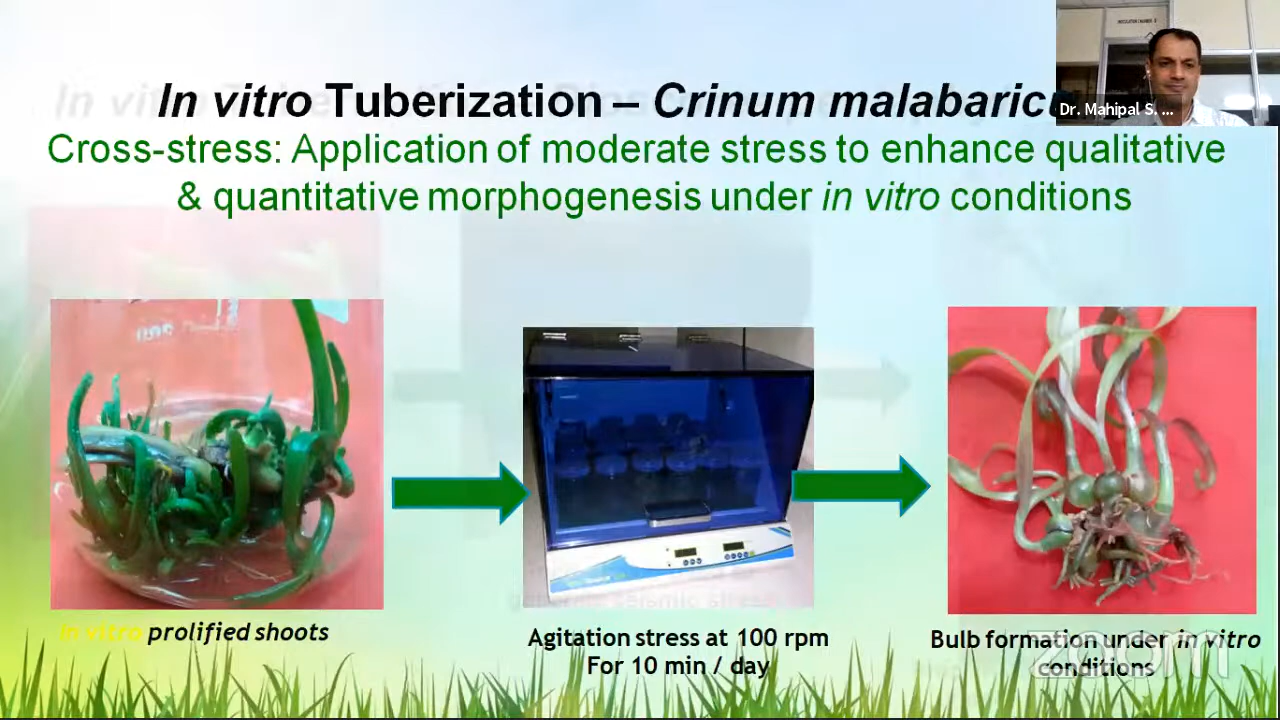 In vitro Tuberization – Crinum malabaric
Dr. Mahipal S. ...
Cross-stress: Application of moderate stress to enhance qualitative
& quantitative morphogenesis under in vitro conditions
In vitro prolified shoots
Agitation stress at 100 rpm
For 10 min / day
Bulb formation under in vitro
conditions
zoom